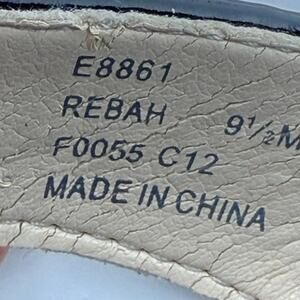 E8861
REBAH 9½M
F0055 C12
MADE IN CHINA